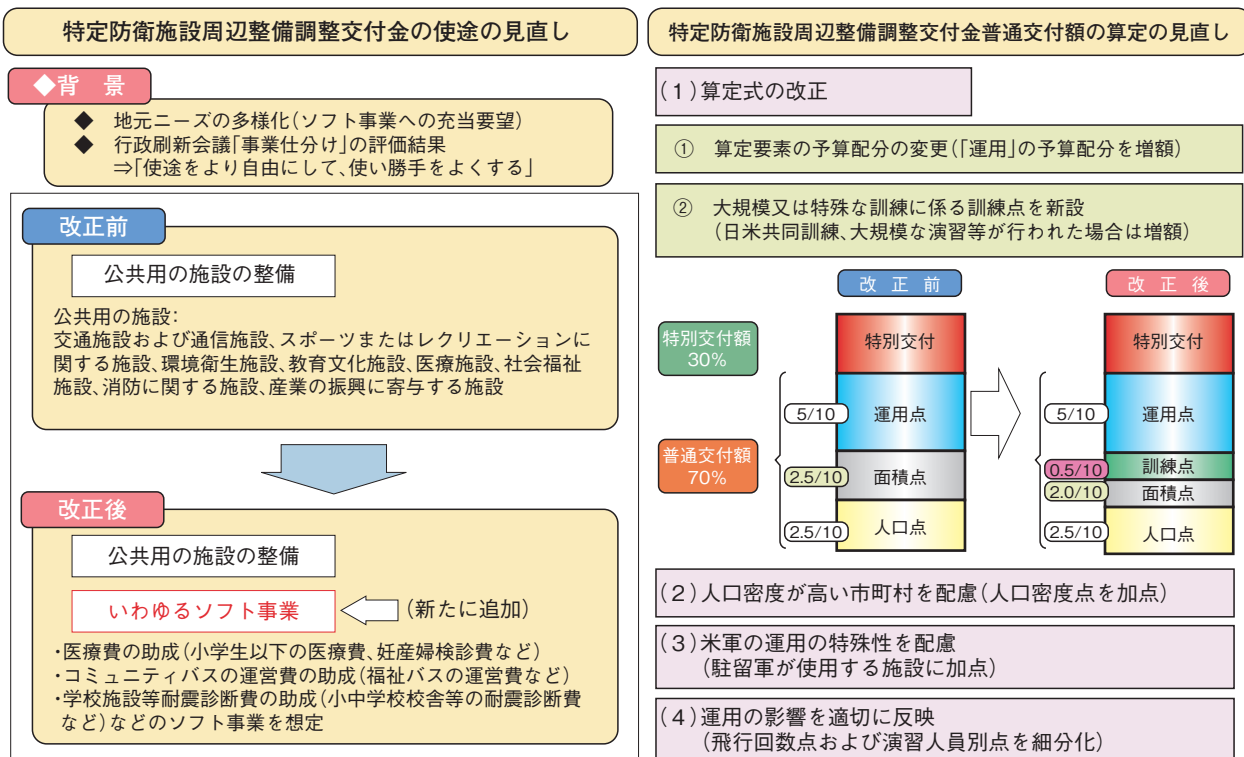 特定防衛施設周辺整備調整交付金の使途の見直し
◆背 景
◆ 地元ニーズの多様化(ソフト事業への充当要望)
◆ 行政刷新会議「事業仕分け」の評価結果
⇒「使途をより自由にして、使い勝手をよくする」
改正前
公共用の施設の整備
公共用の施設:
交通施設および通信施設、スポーツまたはレクリエーションに
関する施設、環境衛生施設、教育文化施設、医療施設、社会福祉
施設、消防に関する施設、産業の振興に寄与する施設
改正後
公共用の施設の整備
いわゆるソフト事業
(新たに追加)
・医療費の助成(小学生以下の医療費、妊産婦検診費など)
・コミュニティバスの運営費の助成(福祉バスの運営費など)
・学校施設等耐震診断費の助成(小中学校校舎等の耐震診断費
など)などのソフト事業を想定
特定防衛施設周辺整備調整交付金普通交付額の算定の見直し
(1)算定式の改正
① 算定要素の予算配分の変更(「運用」の予算配分を増額)
② 大規模又は特殊な訓練に係る訓練点を新設
(日米共同訓練、大規模な演習等が行われた場合は増額)
改 正 前
改 正 後
特別交付額
30%
普通交付額
70%
特別交付
5/10
運用点
2.5/10
面積点
2.5/10
人口点
特別交付
5/10
運用点
0.5/10
訓練点
2.0/10
面積点
2.5/10
人口点
(2)人口密度が高い市町村を配慮(人口密度点を加点)
(3)米軍の運用の特殊性を配慮
(駐留軍が使用する施設に加点)
(4)運用の影響を適切に反映
(飛行回数点および演習人員別点を細分化)